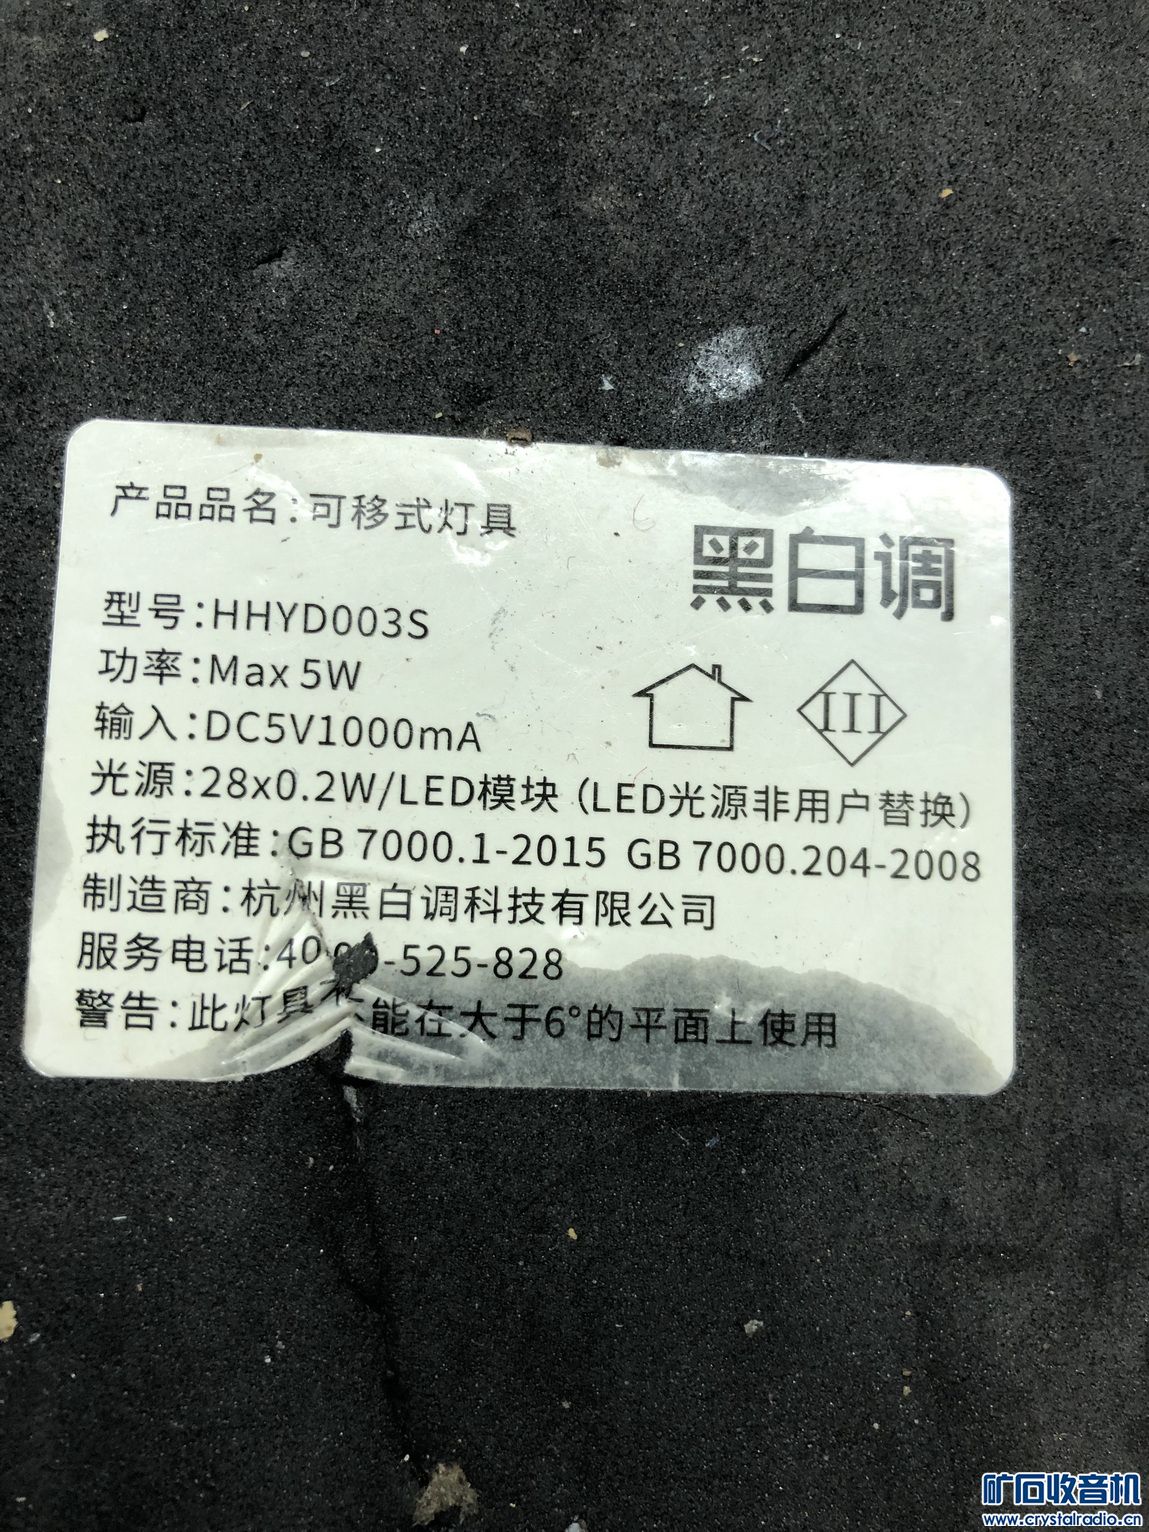 产品品名:可移式灯具
黑白调
型号:HHYD003S
功率:Max 5W
输入:DC5V1000mA
III
光源:28x0.2W/LED模块 (LED光源非用户替换)
执行标准:GB 7000.1-2015 GB 7000.204-2008
制造商:杭州黑白调科技有限公司
服务电话:40 -525-828
警告:此灯具不能在大于6°的平面上使用
矿石收音机
www.crystalradio.cn